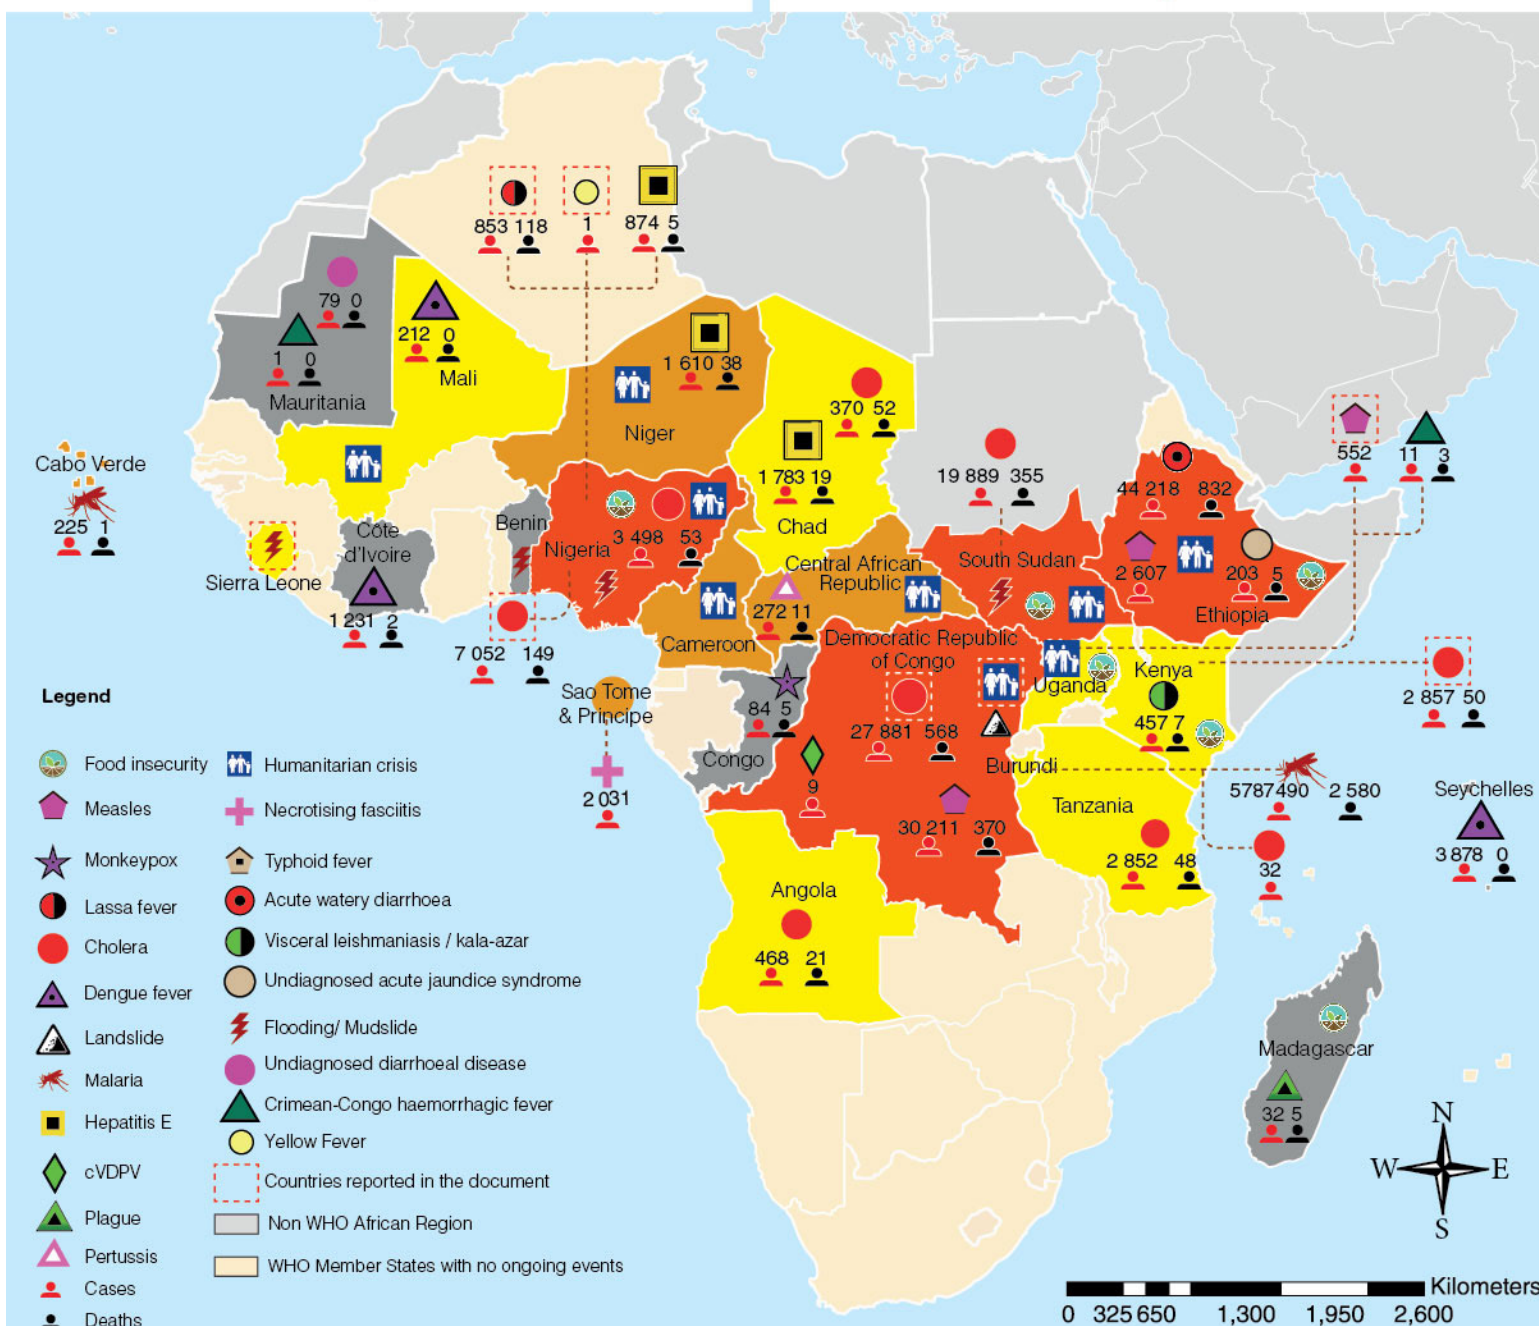 853 118
1
874 5
79 0
1 0
Mauritania
212 0
Mali
1 610 38
Niger
370 52
1 783 19
Chad
19 889 355
552
11 3
44 218 832
2 607
203 5
Ethiopia
Cabo Verde
225 1
Sierra Leone
Côte
d'Ivoire
1 231 2
Benin
Nigeria
3 498 53
7 052 149
Cameroon
Central African
Republic
272 11
South Sudan
Democratic Republic
of Congo
27 881 568
9
30 211 370
Uganda
Kenya
457 7
2 857 50
Sao Tome
& Principe
2 031
84 5
Congo
Burundi
5787490 2 580
32
Tanzania
2 852 48
Seychelles
3 878 0
Angola
468 21
Madagascar
32 5
Legend
Food insecurity
Measles
Monkeypox
Lassa fever
Cholera
Dengue fever
Landslide
Malaria
Hepatitis E
cVDPV
Plague
Pertussis
Cases
Deaths
Humanitarian crisis
Necrotising fasciitis
Typhoid fever
Acute watery diarrhoea
Visceral leishmaniasis / kala-azar
Undiagnosed acute jaundice syndrome
Flooding/ Mudslide
Undiagnosed diarrhoeal disease
Crimean-Congo haemorrhagic fever
Yellow Fever
Countries reported in the document
Non WHO African Region
WHO Member States with no ongoing events
N
W E
S
Kilometers
0 325 650 1,300 1,950 2,600